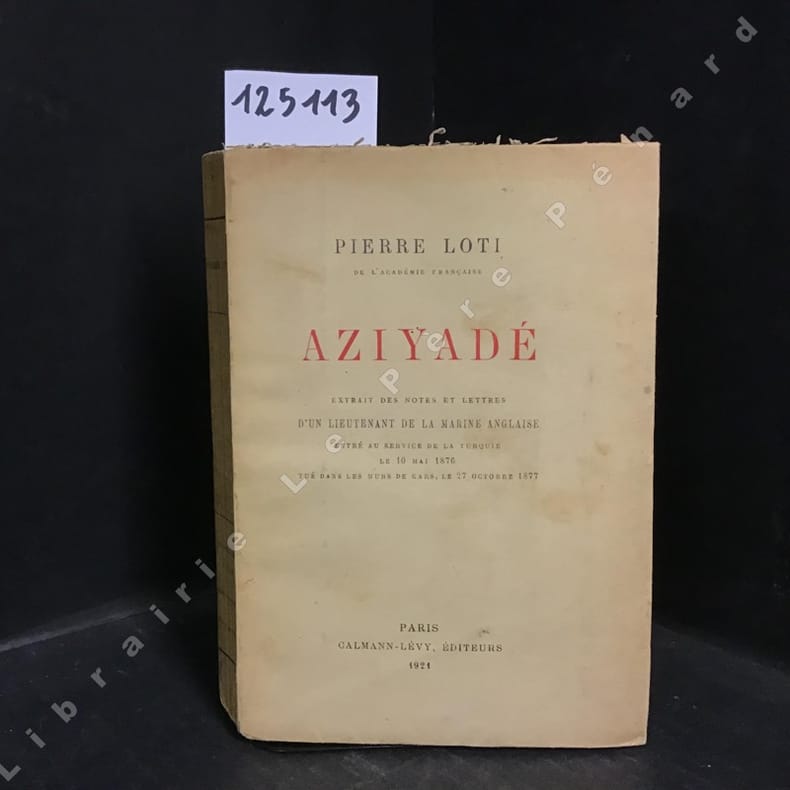 125113
PIERRE LOTI
DE L'ACADÉMIE FRANÇAISE
AZIYADÉ
EXTRAIT DES NOTES ET LETTRES
D'UN LIEUTENANT DE LA MARINE ANGLAISE
ENTRÉ AU SERVICE DE LA TURQUIE
LE 10 MAI 1876
TUÉ DANS LES MURS DE KARS, LE 27 OCTOBRE 1877
PARIS
CALMANN-LÉVY, ÉDITEURS
1921
Librairie Le Père Pénard